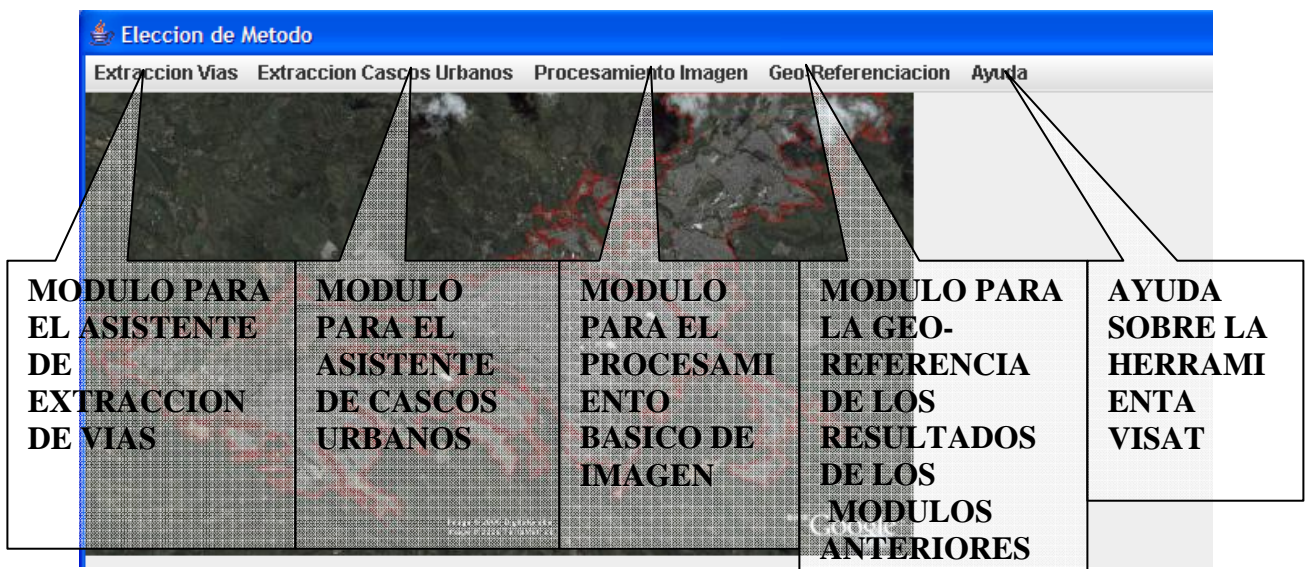 Eleccion de Metodo
Extraccion Vias Extraccion Cascos Urbanos Procesamiento Imagen Geo-Referenciacion Ayuda
MODULO PARA
EL ASISTENTE
DE
EXTRACCION
DE VIAS
MODULO
PARA EL
ASISTENTE
DE CASCOS
URBANOS
MODULO
PARA EL
PROCESAMI
ENTO
BASICO DE
IMAGEN
MODULO PARA
LA GEO-
REFERENCIA
DE LOS
RESULTADOS
DE LOS
MODULOS
ANTERIORES
AYUDA
SOBRE LA
HERRAMI
ENTA
VISAT
Google